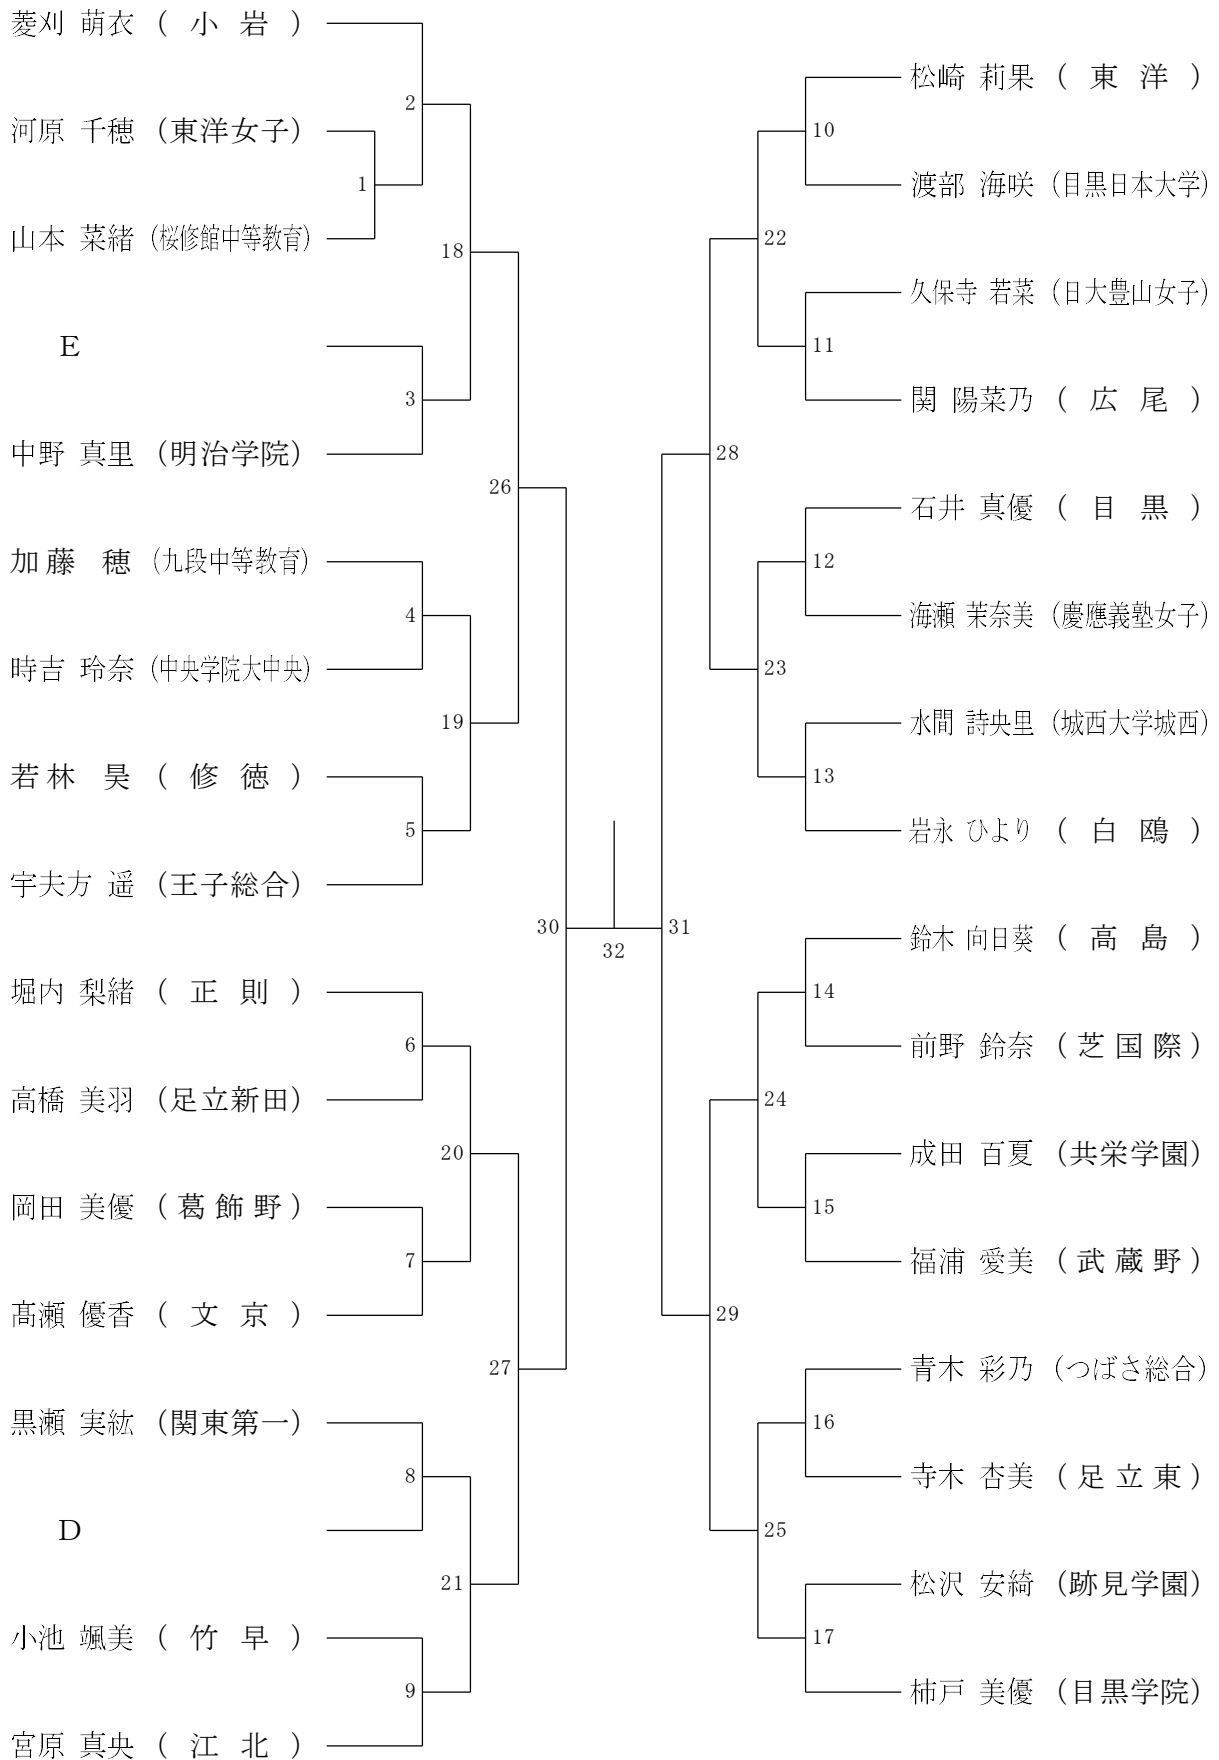 菱刈 萌衣 ( 小 岩 )
河原 千穂 (東洋女子)
山本 菜緒 (桜修館中等教育)
E
中野 真里 (明治学院)
加藤 穂 (九段中等教育)
時吉 玲奈 (中央学院大中央)
若林 昊 ( 修 徳 )
宇夫方 遥 (王子総合)
堀内 梨緒 ( 正 則 )
高橋 美羽 (足立新田)
岡田 美優 ( 葛 飾 野 )
髙瀬 優香 ( 文 京 )
黒瀬 実紘 (関東第一)
D
小池 颯美 ( 竹 早 )
宮原 真央 ( 江 北 )
1
2
3
4
5
6
7
8
9
18
19
20
21
26
27
30
32
31
28
29
22
23
24
25
10
11
12
13
14
15
16
17
松崎 莉果 ( 東 洋 )
渡部 海咲 (目黒日本大学)
久保寺 若菜 (日大豊山女子)
関 陽菜乃 ( 広 尾 )
石井 真優 ( 目 黒 )
海瀬 茉奈美 (慶應義塾女子)
水間 詩央里 (城西大学城西)
岩永 ひより ( 白 鴎 )
鈴木 向日葵 ( 高 島 )
前野 鈴奈 ( 芝 国 際 )
成田 百夏 (共栄学園)
福浦 愛美 ( 武 蔵 野 )
青木 彩乃 (つばさ総合)
寺木 杏美 ( 足 立 東 )
松沢 安綺 (跡見学園)
柿戸 美優 (目黒学院)